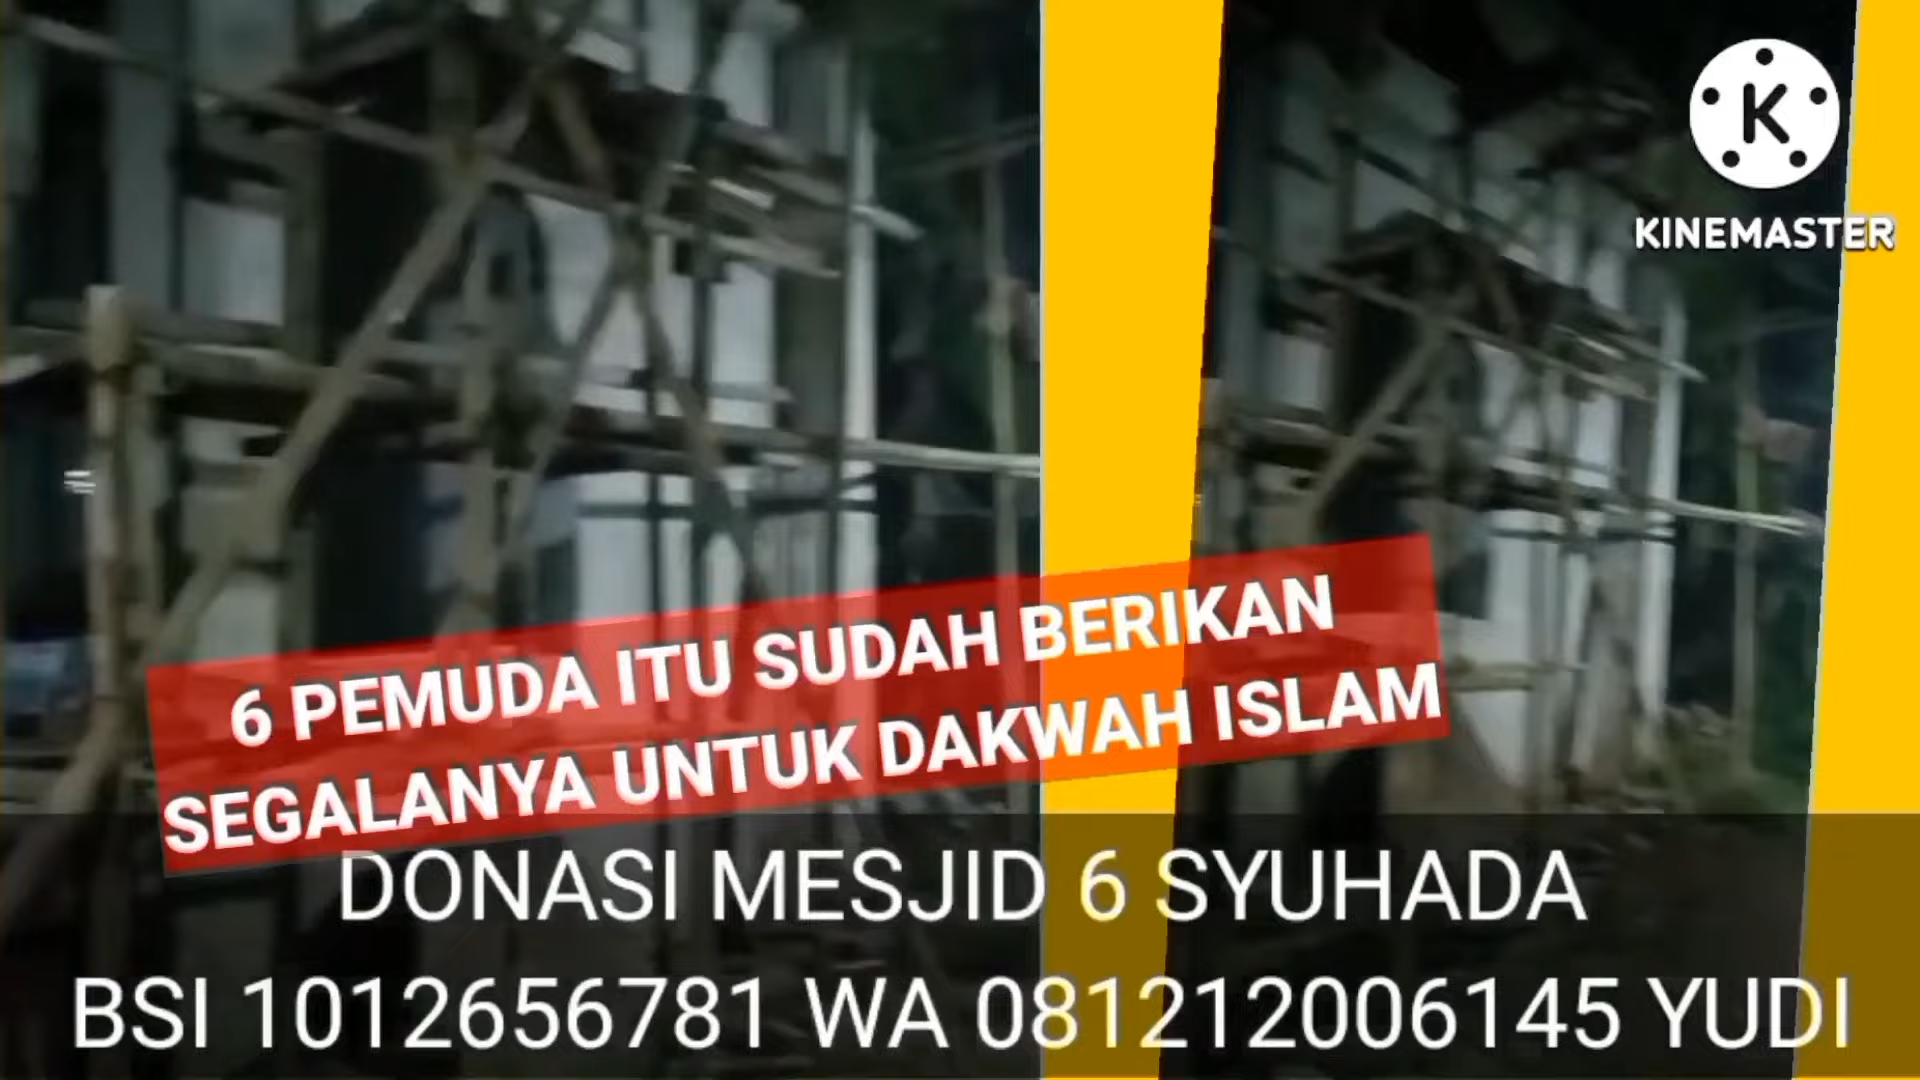 K
KINEMASTER
6 PEMUDA ITU SUDAH BERIKAN
SEGALANYA UNTUK DAKWAH ISLAM
DONASI MESJID 6 SYUHADA
BSI 1012656781 WA 081212006145 YUDI